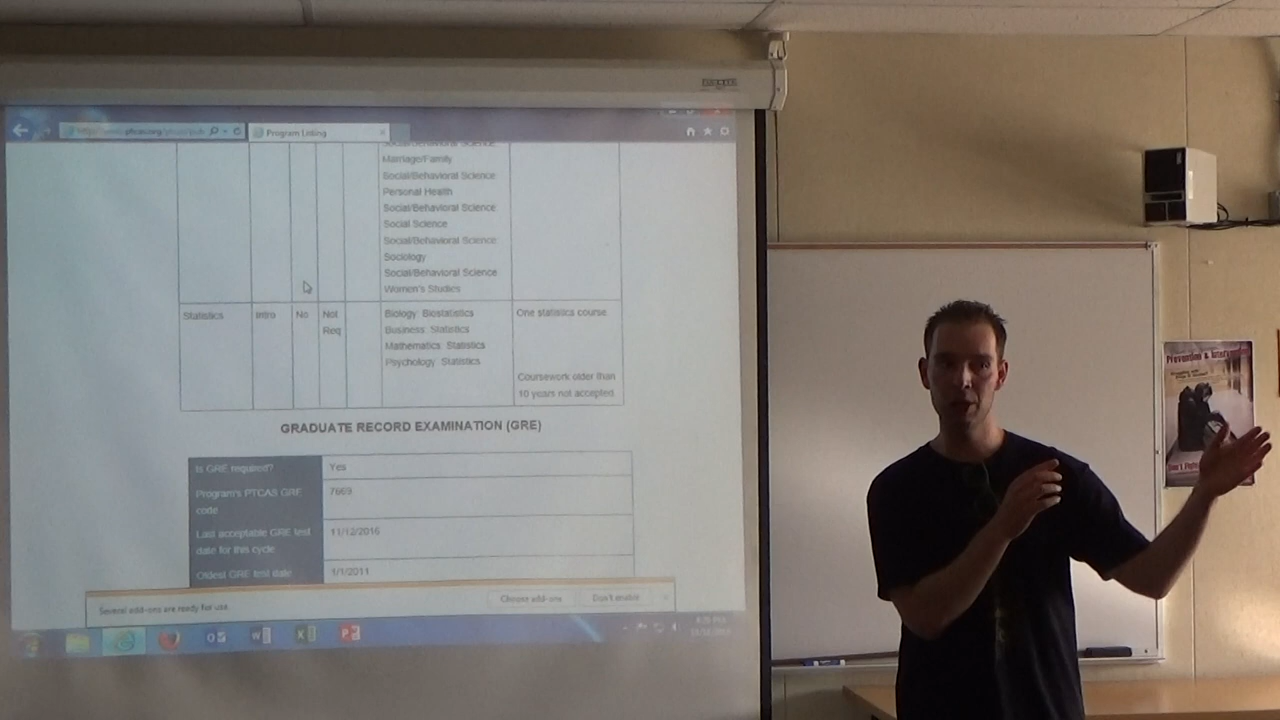 Program Listing
Social/Behavioral Science
Marriage/Family
Social/Behavioral Science
Personal Health
Social/Behavioral Science
Social Science
Social/Behavioral Science
Sociology
Social/Behavioral Science
Women's Studies
Statistics Intro No Not Req Biology Biostatistics One statistics course
Business Statistics
Mathematics Statistics
Psychology Statistics
Coursework older than
10 years not accepted
GRADUATE RECORD EXAMINATION (GRE)
Is GRE required? Yes
Program's PTCAS GRE code 7669
Last acceptable GRE test date for this cycle 11/12/2016
Oldest GRE test date 1/1/2011
Several add-ons are ready for use
Choose add-ons Don't enable
Prevention &